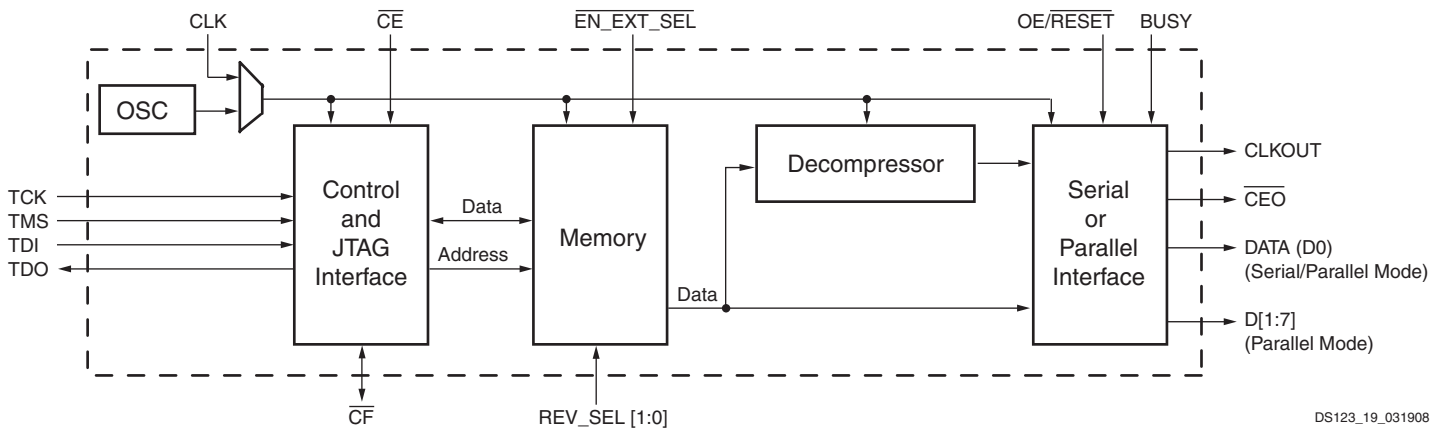 CLK
CE
EN_EXT_SEL
OE/RESET
BUSY
OSC
Decompressor
CLKOUT
TCK
TMS
TDI
TDO
Control
and
JTAG
Interface
Data
Address
Memory
Data
Serial
or
Parallel
Interface
CEO
DATA (D0)
(Serial/Parallel Mode)
D[1:7]
(Parallel Mode)
CF
REV_SEL [1:0]
DS123_19_031908